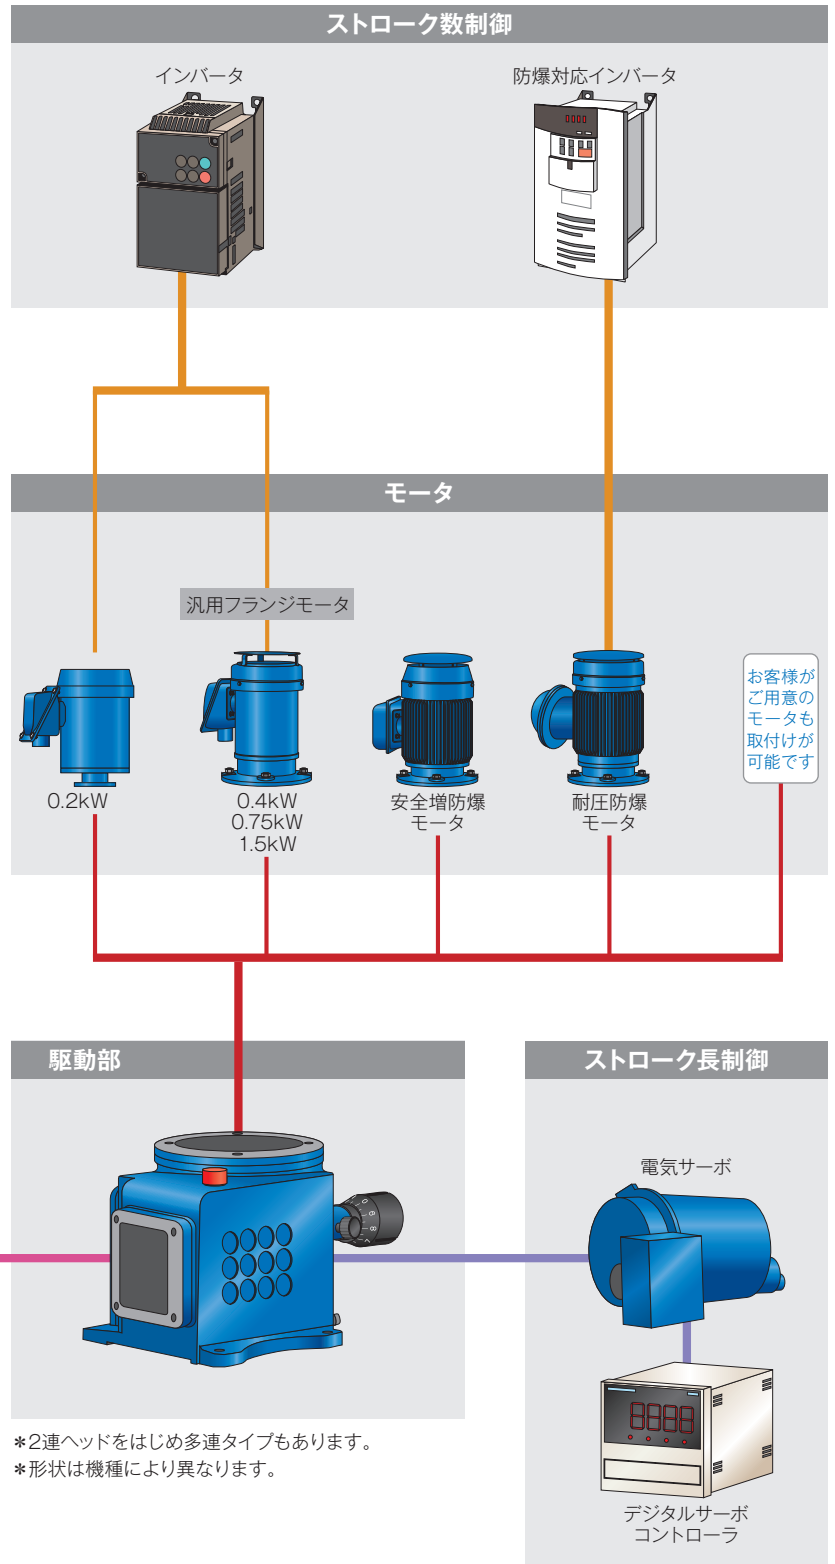 ストローク数制御
インバータ
防爆対応インバータ
モータ
汎用フランジモータ
お客様が
ご用意の
モータも
取付けが
可能です
0.2kW
0.4kW
0.75kW
1.5kW
安全増防爆
モータ
耐圧防爆
モータ
駆動部
ストローク長制御
電気サーボ
デジタルサーボ
コントローラ
*2連ヘッドをはじめ多連タイプもあります。
*形状は機種により異なります。